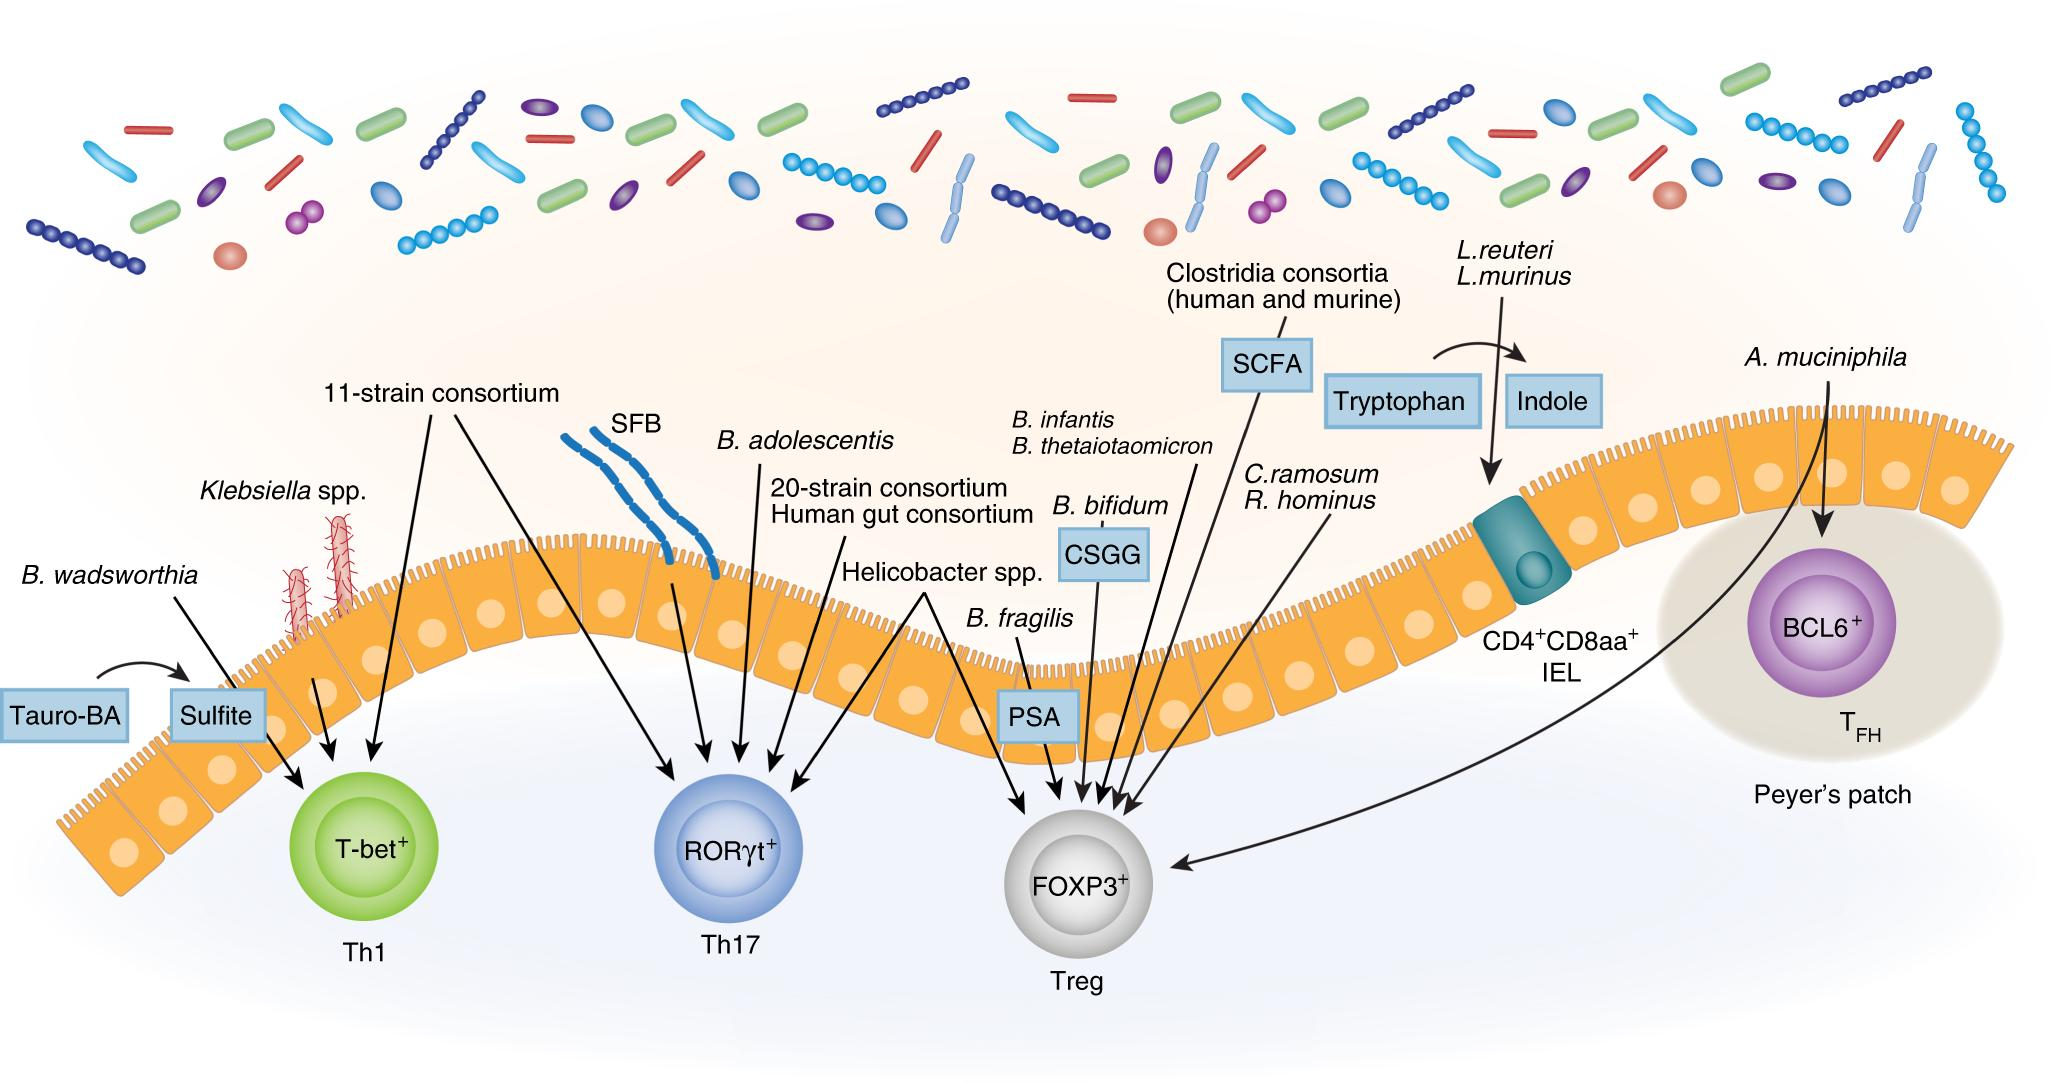 L.reuteri
L.murinus
Clostridia consortia
(human and murine)
SCFA
Tryptophan
Indole
A. muciniphila
11-strain consortium
SFB
B. adolescentis
20-strain consortium
Human gut consortium
B. infantis
B. thetaiotaomicron
C.ramosum
R. hominus
B. bifidum
CSGG
Klebsiella spp.
Helicobacter spp.
B. fragilis
PSA
B. wadsworthia
Tauro-BA
Sulfite
CD4⁺CD8aa⁺
IEL
BCL6⁺
T_FH
Peyer’s patch
T-bet⁺
Th1
RORγt⁺
Th17
FOXP3⁺
Treg